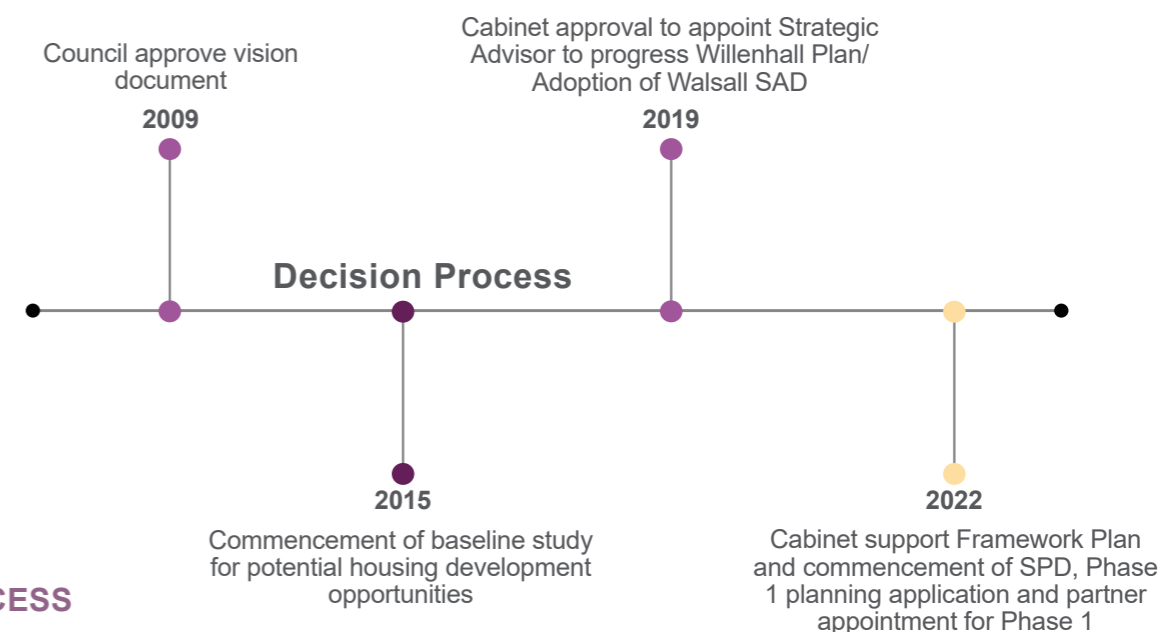 Council approve vision
document
2009
Cabinet approval to appoint Strategic
Advisor to progress Willenhall Plan/
Adoption of Walsall SAD
2019
Decision Process
2015
Commencement of baseline study
for potential housing development
opportunities
2022
Cabinet support Framework Plan
and commencement of SPD, Phase
1 planning application and partner
appointment for Phase 1